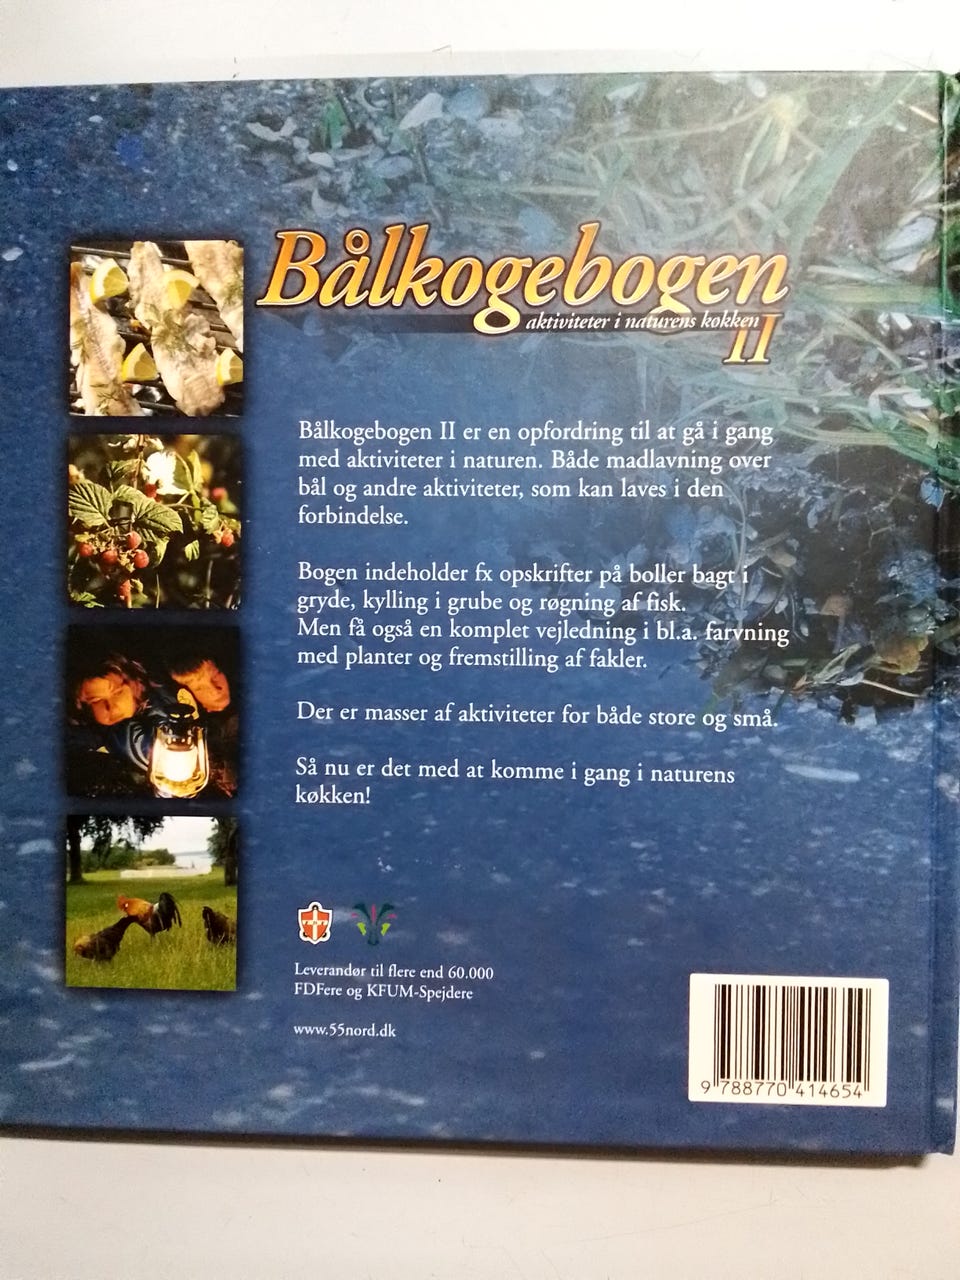 Bålkogebogen
aktiviteter i naturens køkken
II
Bålkogebogen II er en opfordring til at gå i gang
med aktiviteter i naturen. Både madlavning over
bål og andre aktiviteter, som kan laves i den
forbindelse.
Bogen indeholder fx opskrifter på boller bagt i
gryde, kylling i grube og røgning af fisk.
Men få også en komplet vejledning i bl.a. farvning
med planter og fremstilling af fakler.
Der er masser af aktiviteter for både store og små.
Så nu er det med at komme i gang i naturens
køkken!
Leverandør til flere end 60.000
FDFere og KFUM-Spejdere
www.55nord.dk
9 788770 414654